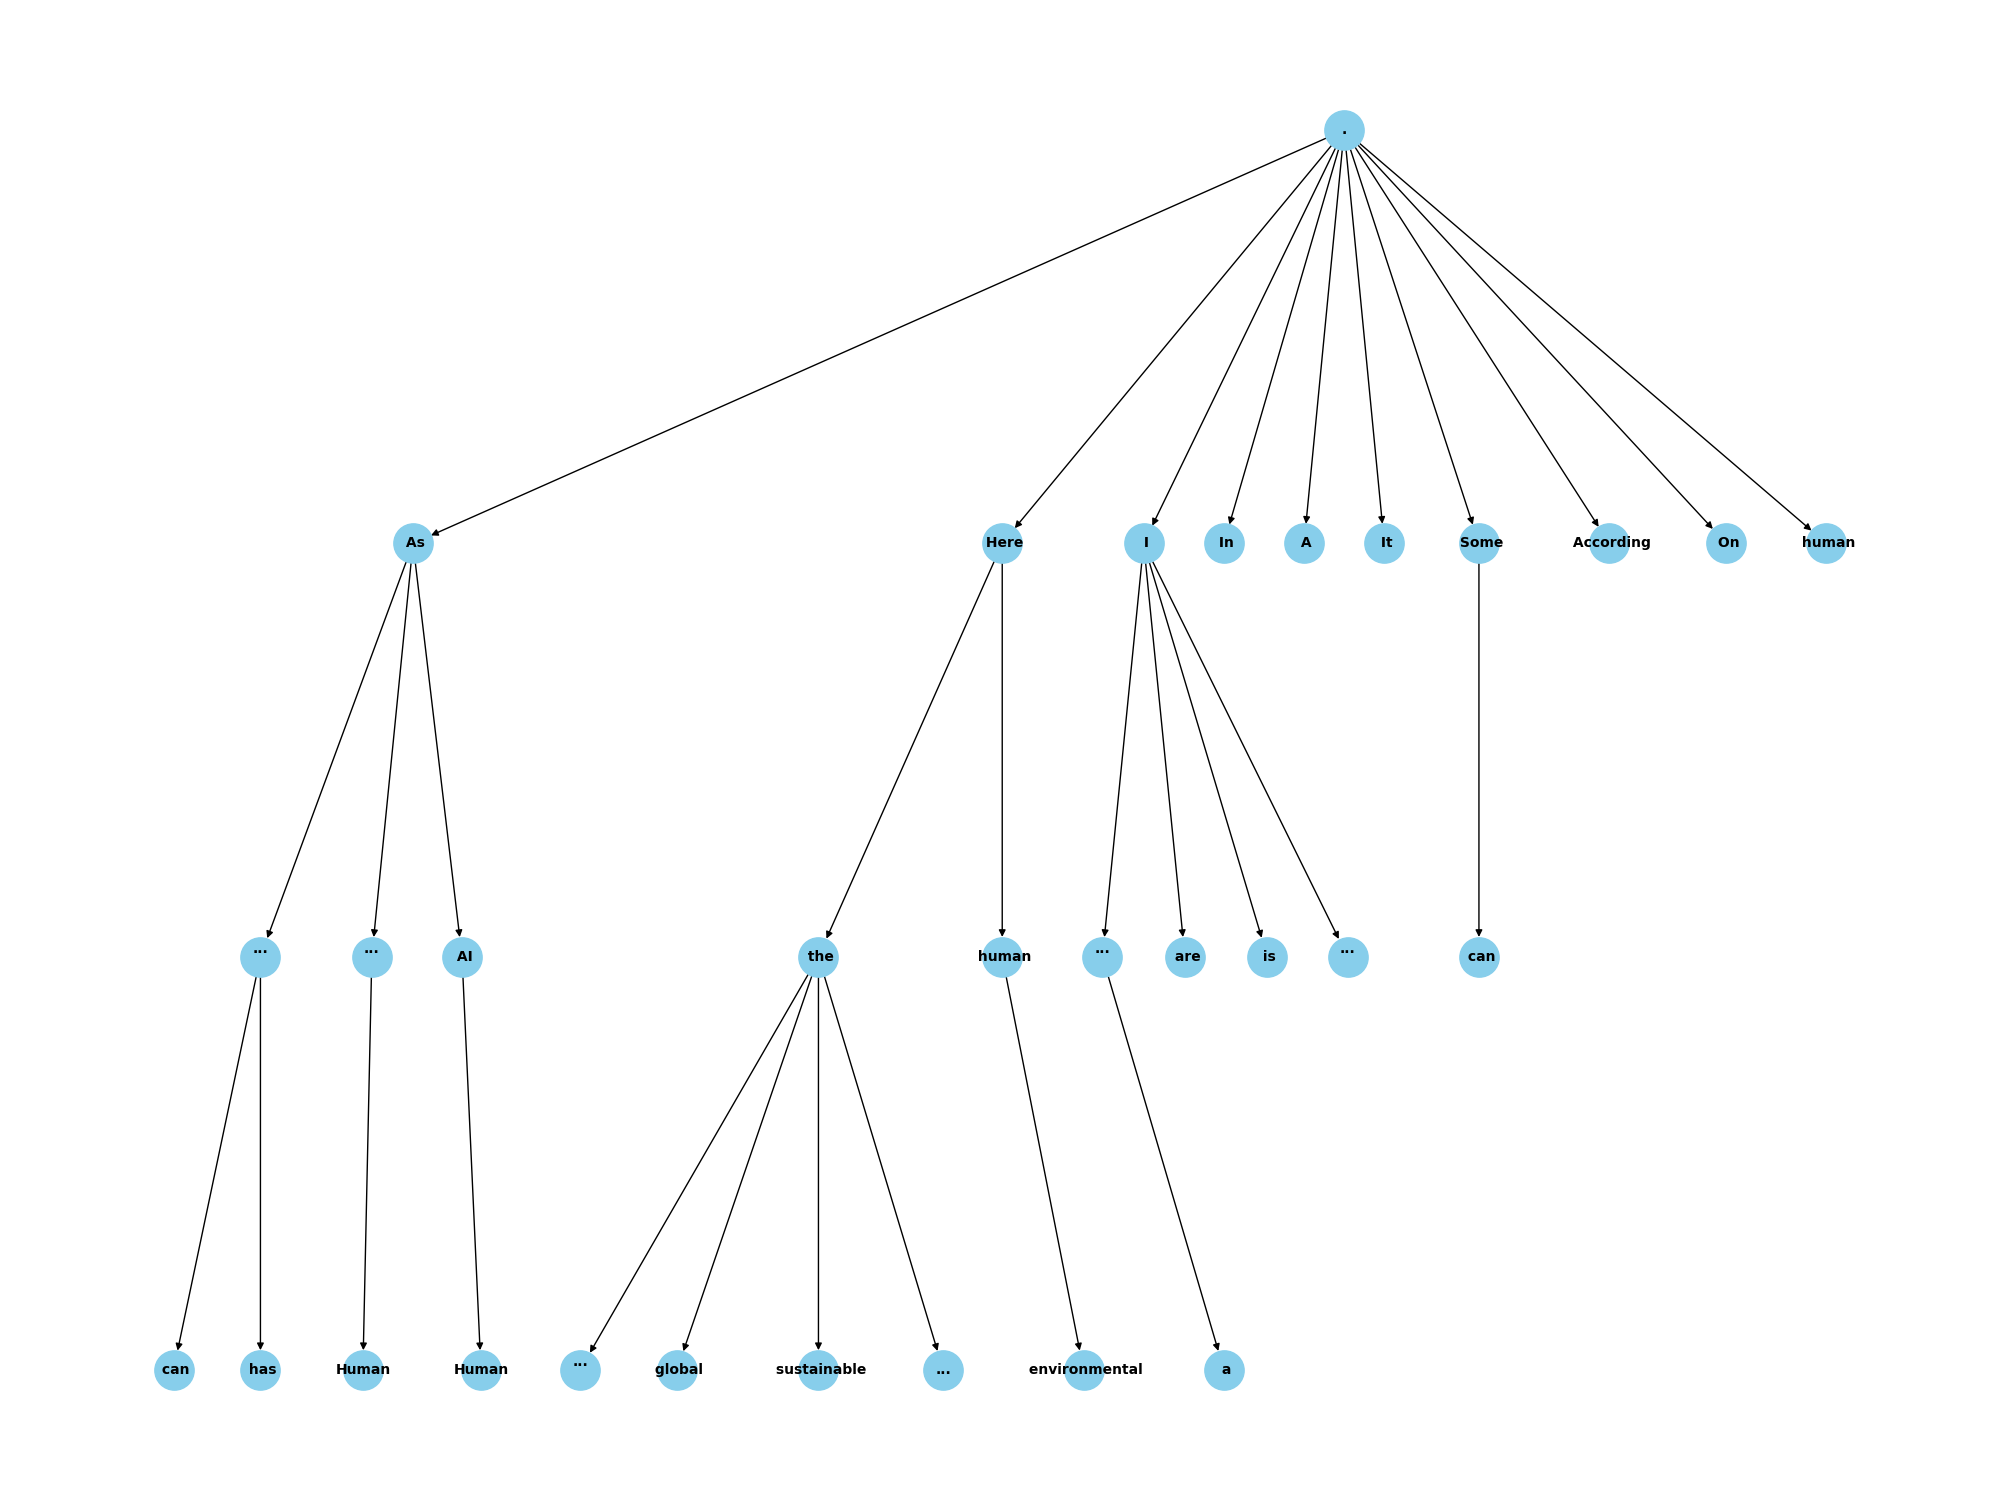 .
As Here I In A It Some According On human
... ... AI the human ... are is ... can
can has Human Human ... global sustainable ... environmental a